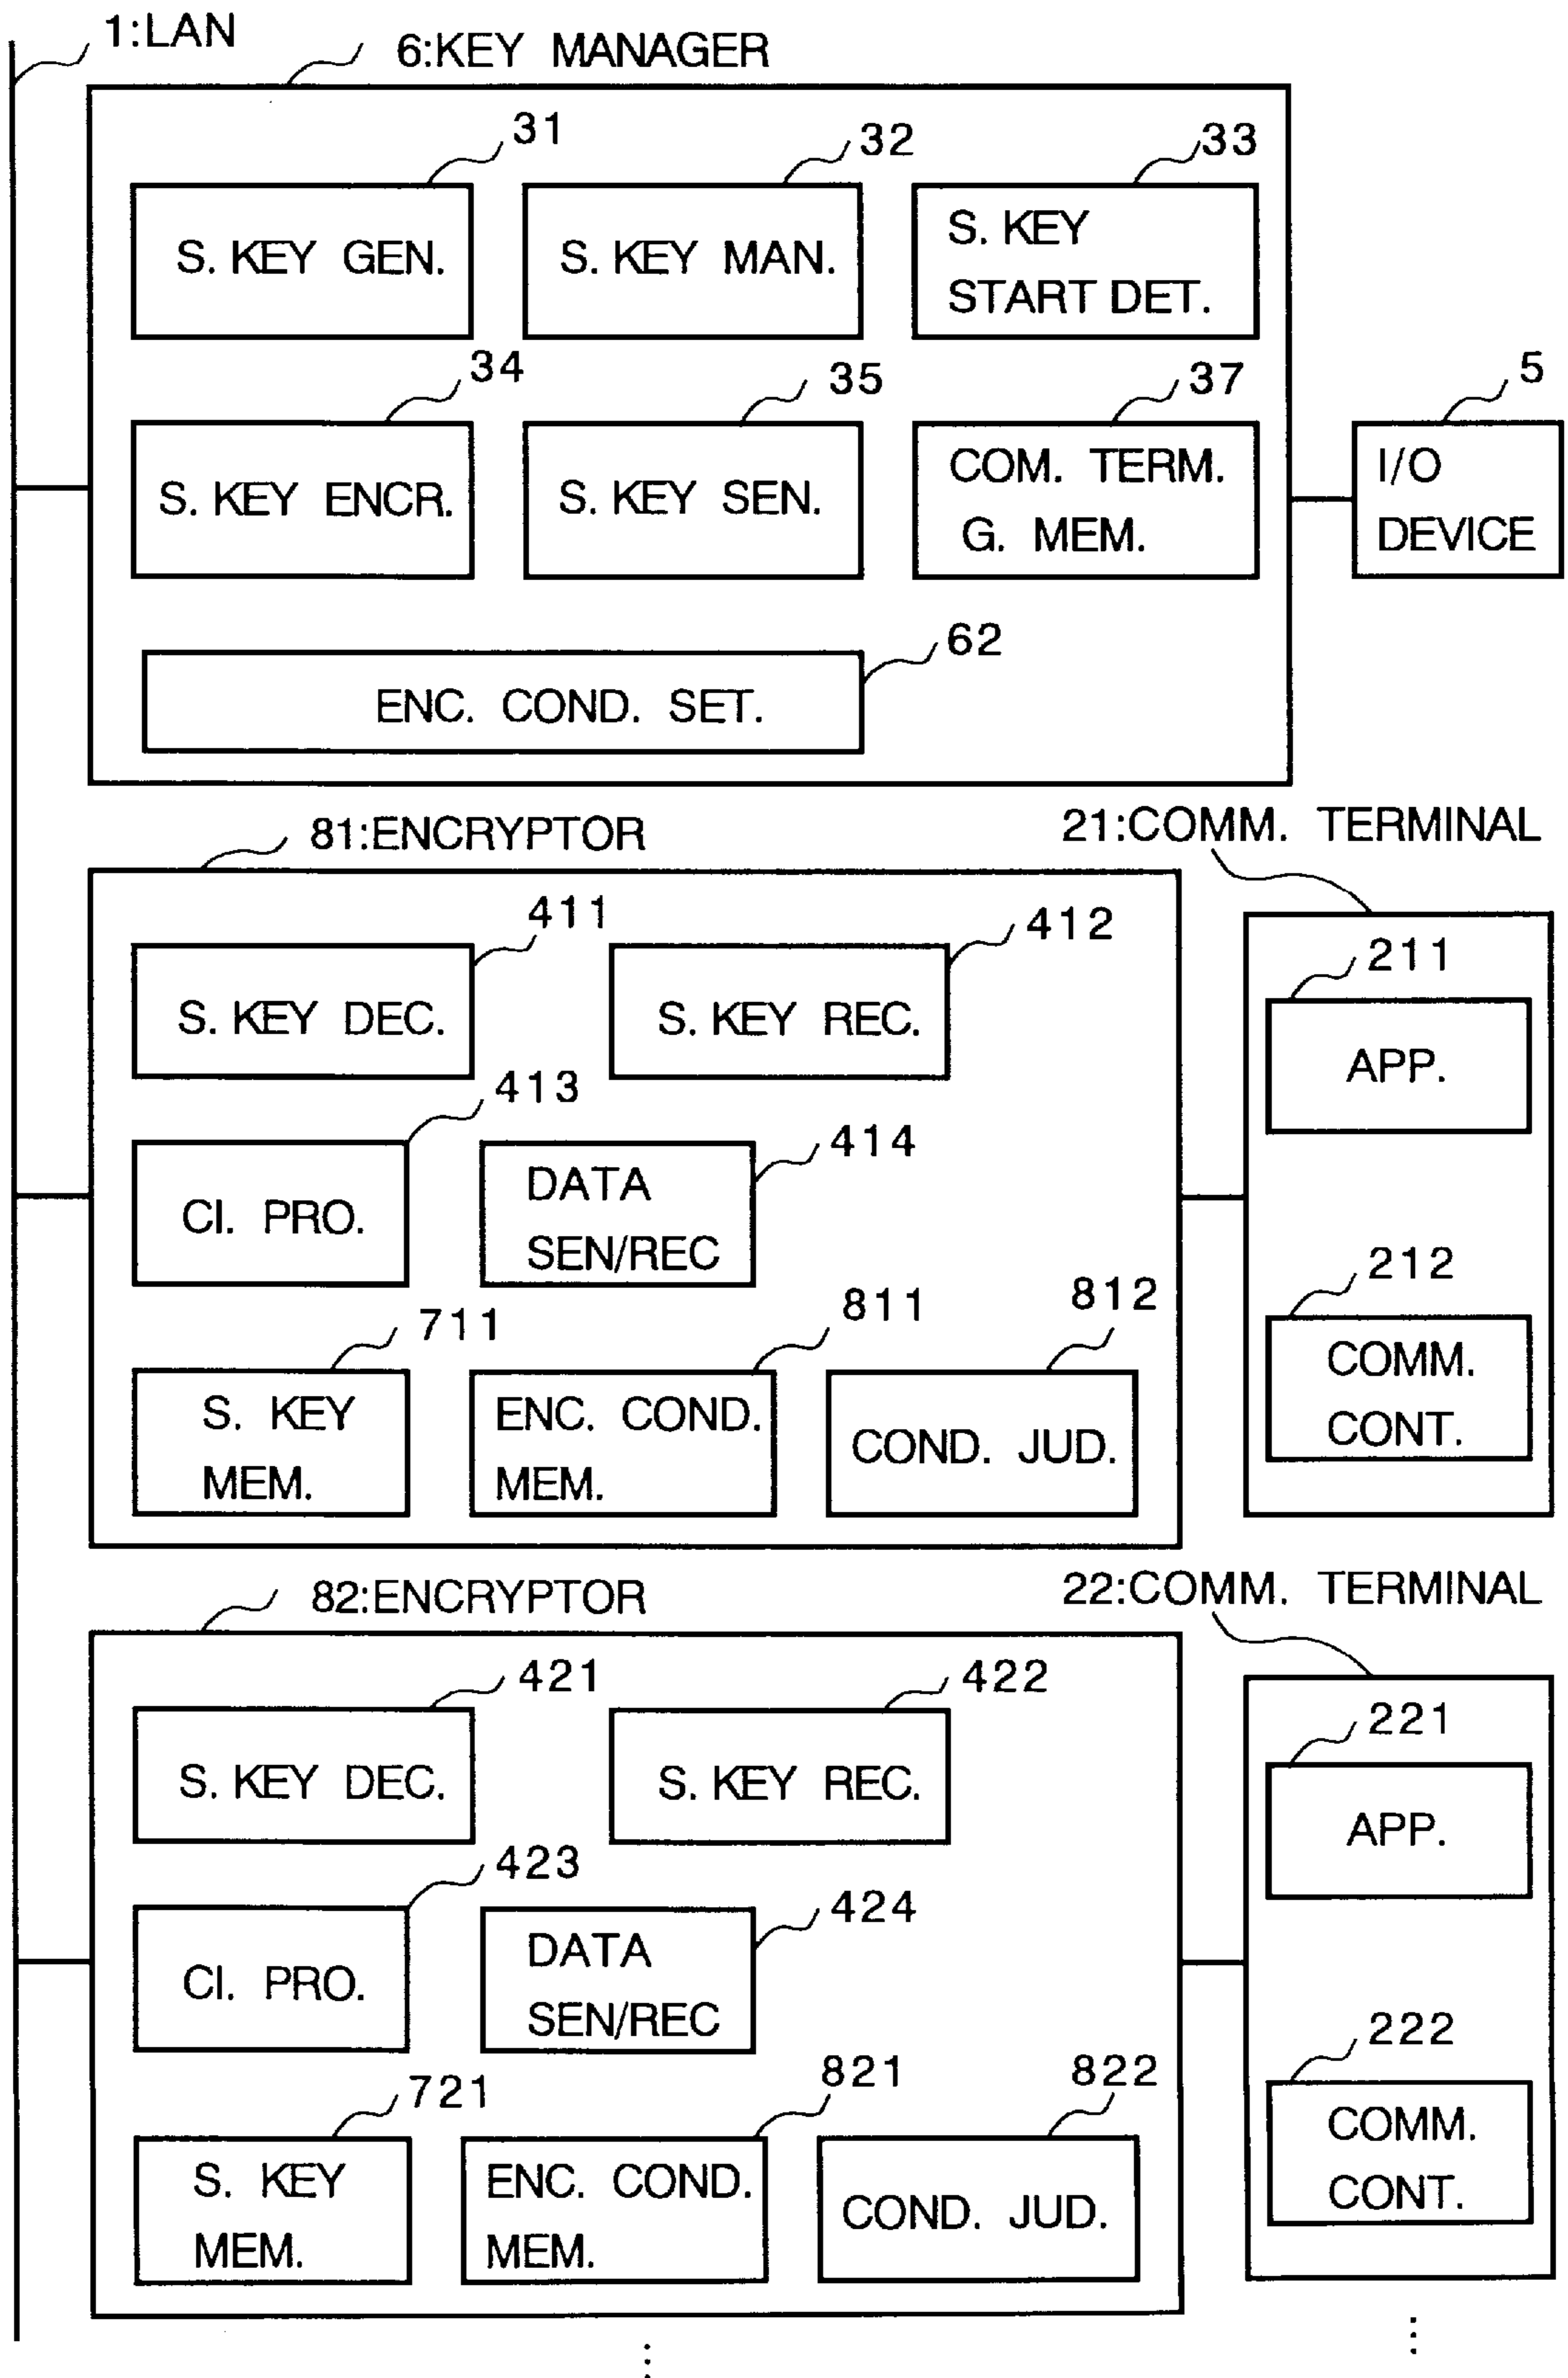 1:LAN
6:KEY MANAGER
31
32
33
S. KEY GEN.
S. KEY MAN.
S. KEY
START DET.
34
35
37
5
S. KEY ENCR.
S. KEY SEN.
COM. TERM.
G. MEM.
I/O
DEVICE
62
ENC. COND. SET.
81:ENCRYPTOR
21:COMM. TERMINAL
411
412
211
S. KEY DEC.
S. KEY REC.
APP.
413
414
CI. PRO.
DATA
SEN/REC
212
711
811
812
COMM.
CONT.
S. KEY
MEM.
ENC. COND.
MEM.
COND. JUD.
82:ENCRYPTOR
22:COMM. TERMINAL
421
422
221
S. KEY DEC.
S. KEY REC.
APP.
423
424
CI. PRO.
DATA
SEN/REC
222
721
821
822
COMM.
CONT.
S. KEY
MEM.
ENC. COND.
MEM.
COND. JUD.